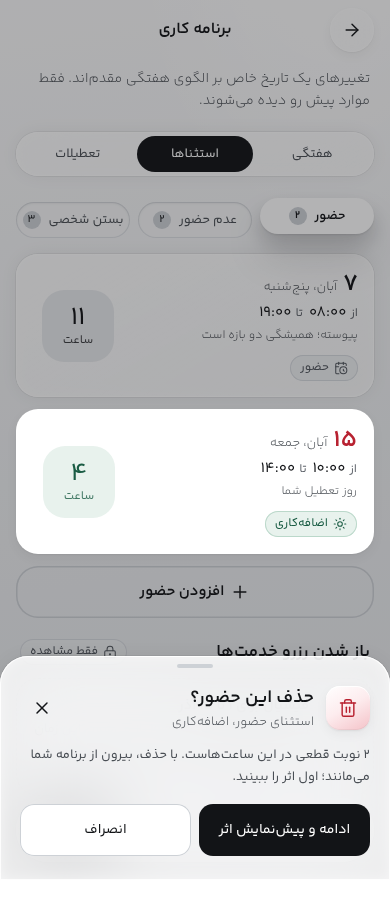 برنامه کاری
تغییرهای یک تاریخ خاص بر الگوی هفتگی مقدم‌اند. فقط
موارد پیش رو دیده می‌شوند.
هفتگی
استثناها
تعطیلات
حضور ۲
عدم حضور ۲
بستن شخصی ۳
۷ آبان، پنج‌شنبه
از ۰۸:۰۰ تا ۱۹:۰۰
پیوسته؛ همیشگی دو بازه است
حضور
۱۱
ساعت
۱۵ آبان، جمعه
از ۱۰:۰۰ تا ۱۴:۰۰
روز تعطیل شما
اضافه‌کاری
۴
ساعت
افزودن حضور
باز شدن رزرو خدمت‌ها
فقط مشاهده
حذف این حضور؟
استثنای حضور، اضافه‌کاری
۲ نوبت قطعی در این ساعت‌هاست. با حذف، بیرون از برنامه شما
می‌مانند؛ اول اثر را ببینید.
ادامه و پیش‌نمایش اثر
انصراف